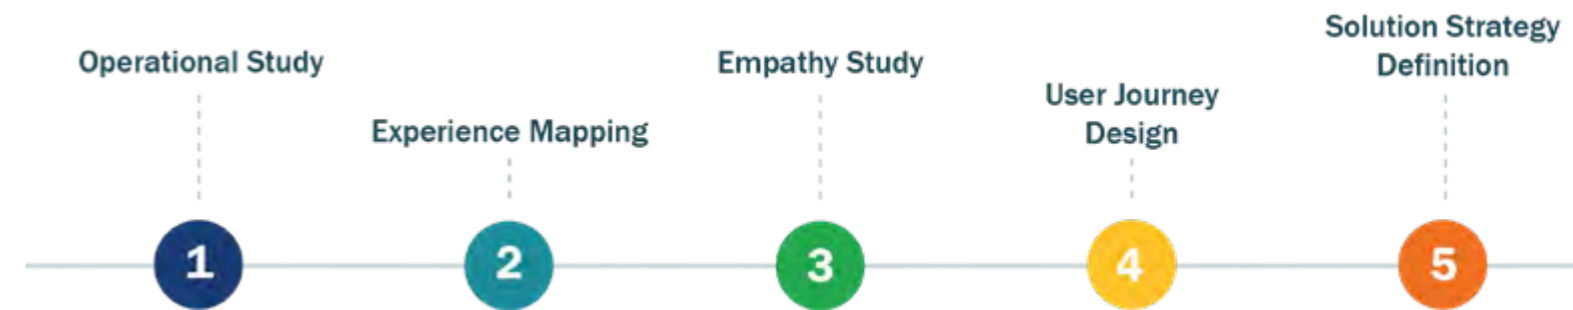 Operational Study
1
Experience Mapping
2
Empathy Study
3
User Journey
Design
4
Solution Strategy
Definition
5